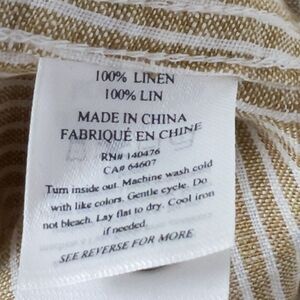 100% LINEN
100% LIN
MADE IN CHINA
FABRIQUÉ EN CHINE
RN# 140476
CA# 64607
Turn inside out. Machine wash cold
with like colors. Gentle cycle. Do
not bleach. Lay flat to dry. Cool iron
if needed.
SEE REVERSE FOR MORE